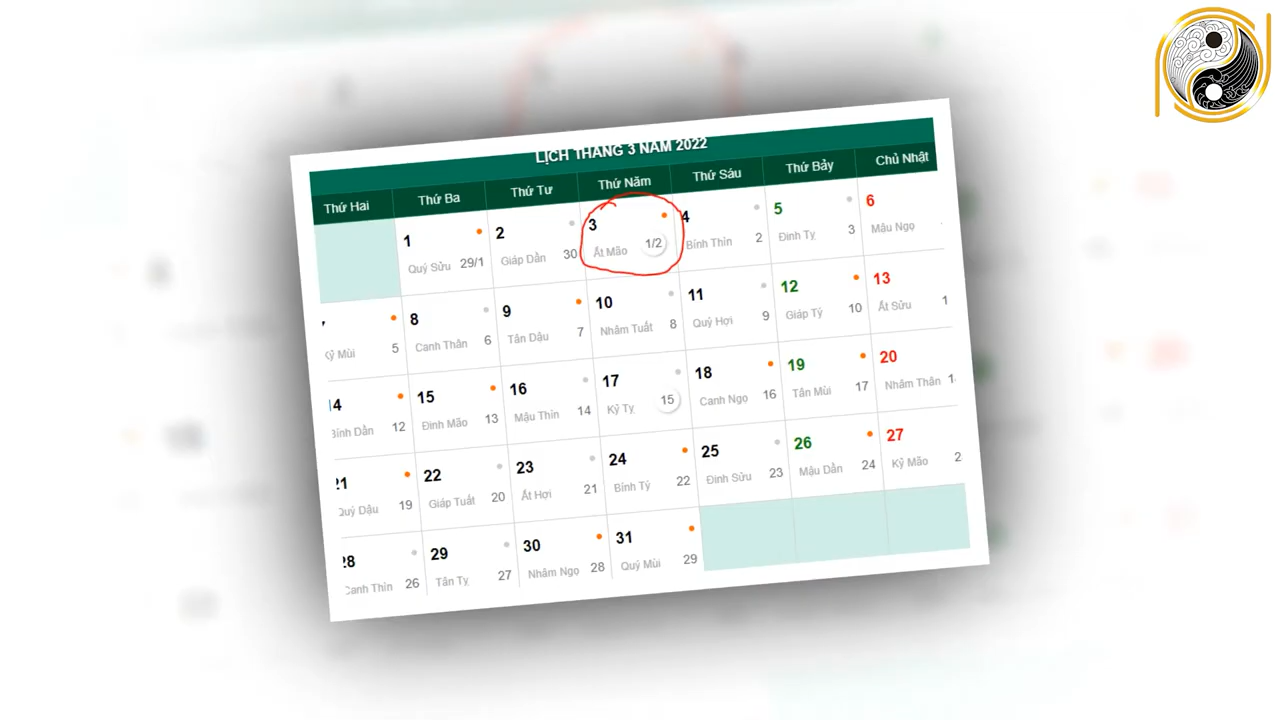 LỊCH THÁNG 3 NĂM 2022
Thứ Hai Thứ Ba Thứ Tư Thứ Năm Thứ Sáu Thứ Bảy Chủ Nhật
1 2 3 4 5 6
Quý Sửu 29/1 Giáp Dần 30 Ất Mão 1/2 Bính Thìn 2 Đinh Tỵ 3 Mậu Ngọ
8 9 10 11 12 13
Kỷ Mùi 5 Canh Thân 6 Tân Dậu 7 Nhâm Tuất 8 Quý Hợi 9 Giáp Tý 10 Ất Sửu 1
14 15 16 17 18 19 20
Bính Dần 12 Đinh Mão 13 Mậu Thìn 14 Kỷ Tỵ 15 Canh Ngọ 16 Tân Mùi 17 Nhâm Thân
21 22 23 24 25 26 27
Quý Dậu 19 Giáp Tuất 20 Ất Hợi 21 Bính Tý 22 Đinh Sửu 23 Mậu Dần 24 Kỷ Mão 2
28 29 30 31
Canh Thìn 26 Tân Tỵ 27 Nhâm Ngọ 28 Quý Mùi 29